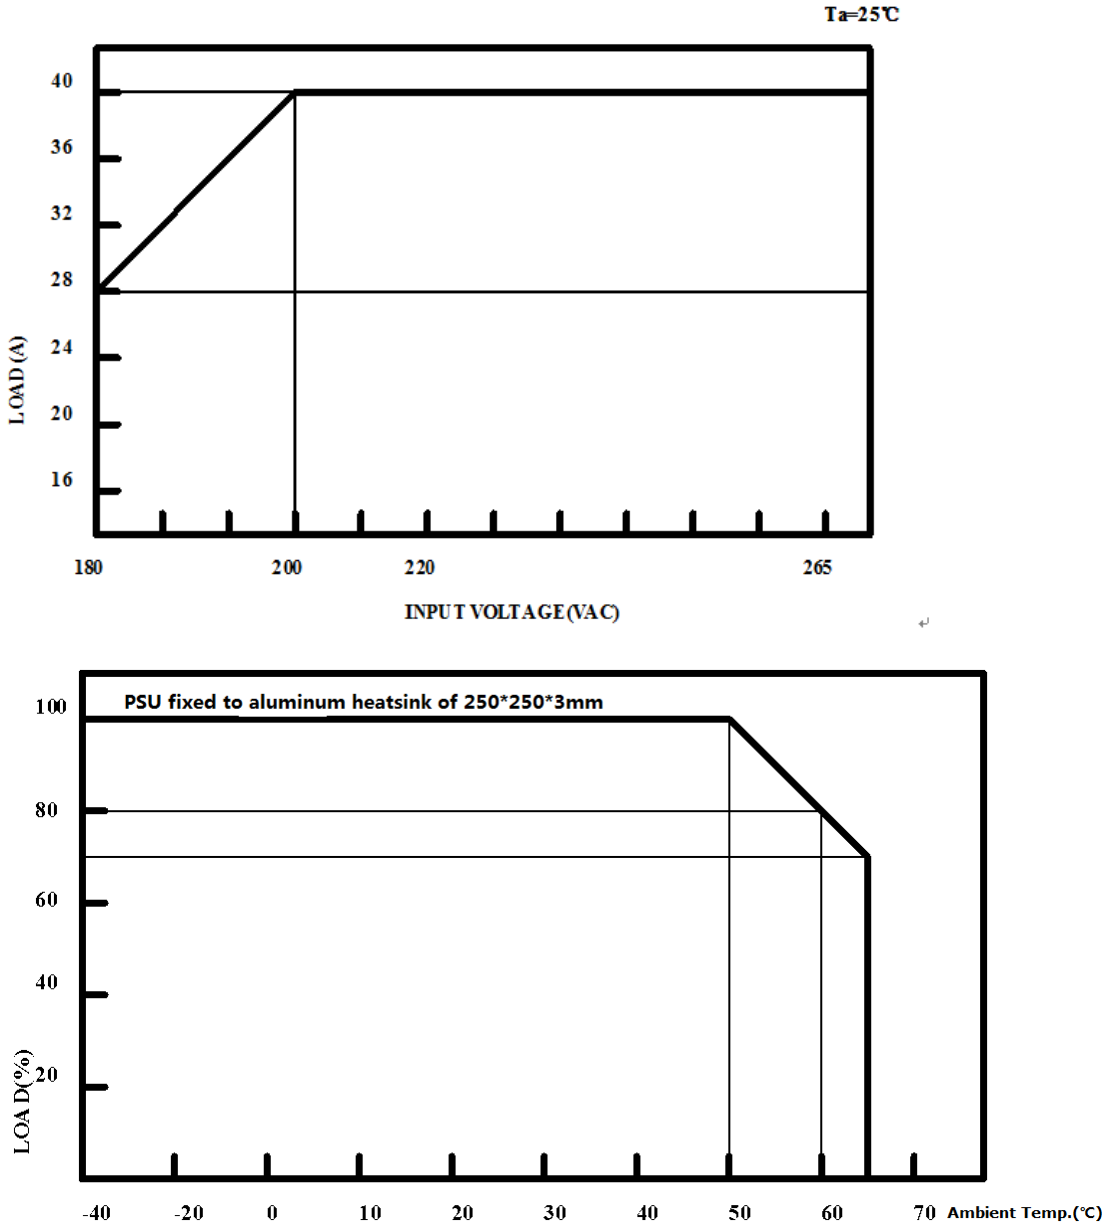 Ta=25℃
40
36
32
28
24
20
16
LOAD(A)
180 200 220 265
INPUT VOLTAGE(VAC)
PSU fixed to aluminum heatsink of 250*250*3mm
100
80
60
40
20
LOAD(%)
-40 -20 0 10 20 30 40 50 60 70 Ambient Temp.(℃)